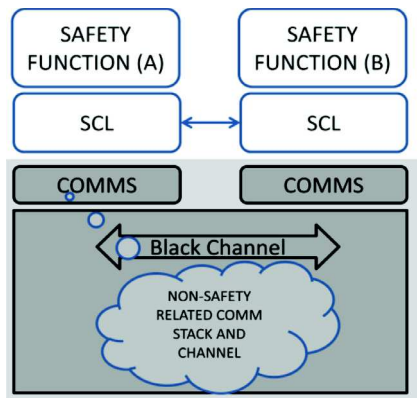 SAFETY
FUNCTION (A)
SAFETY
FUNCTION (B)
SCL
SCL
COMMS
COMMS
Black Channel
NON-SAFETY
RELATED COMM
STACK AND
CHANNEL